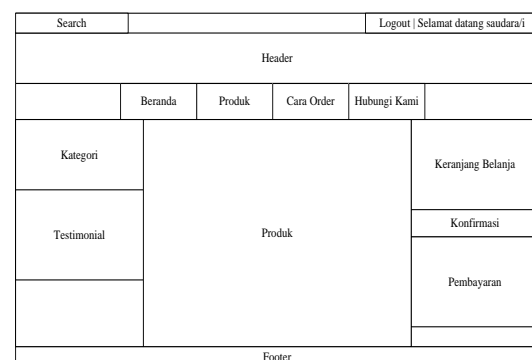 Search
Logout | Selamat datang saudara/i
Header
Beranda
Produk
Cara Order
Hubungi Kami
Kategori
Keranjang Belanja
Konfirmasi
Testimonial
Produk
Pembayaran
Footer